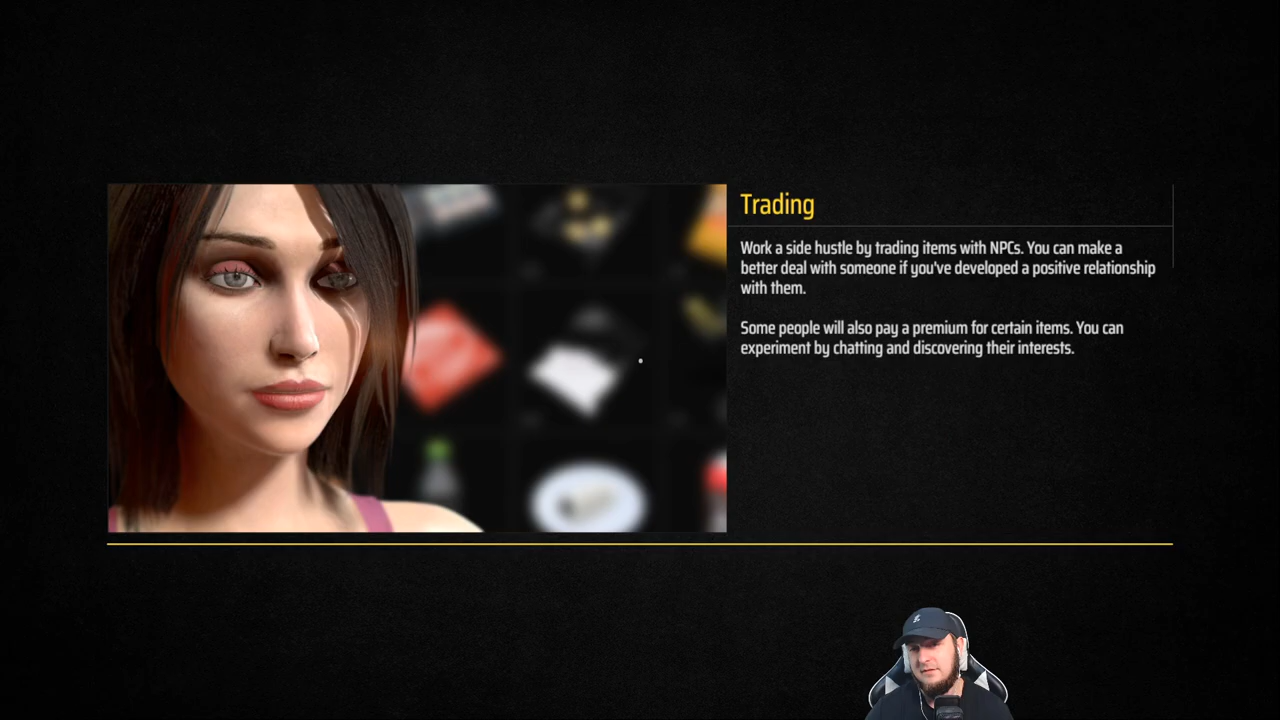 Trading
Work a side hustle by trading items with NPCs. You can make a
better deal with someone if you've developed a positive relationship
with them.
Some people will also pay a premium for certain items. You can
experiment by chatting and discovering their interests.